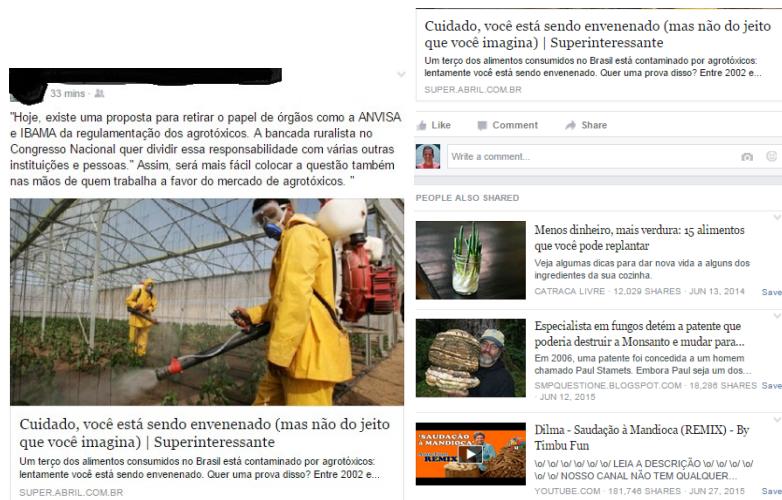 33 mins ·
"Hoje, existe uma proposta para retirar o papel de órgãos como a ANVISA
e IBAMA da regulamentação dos agrotóxicos. A bancada ruralista no
Congresso Nacional quer dividir essa responsabilidade com várias outras
instituições e pessoas." Assim, será mais fácil colocar a questão também
nas mãos de quem trabalha a favor do mercado de agrotóxicos. "
Cuidado, você está sendo envenenado (mas não do jeito
que você imagina) | Superinteressante
Um terço dos alimentos consumidos no Brasil está contaminado por agrotóxicos:
lentamente você está sendo envenenado. Quer uma prova disso? Entre 2002 e...
SUPER.ABRIL.COM.BR
Cuidado, você está sendo envenenado (mas não do jeito
que você imagina) | Superinteressante
Um terço dos alimentos consumidos no Brasil está contaminado por agrotóxicos:
lentamente você está sendo envenenado. Quer uma prova disso? Entre 2002 e...
SUPER.ABRIL.COM.BR
Like Comment Share
Write a comment...
PEOPLE ALSO SHARED
Menos dinheiro, mais verdura: 15 alimentos
que você pode replantar
Veja algumas dicas para dar nova vida a alguns dos
ingredientes da sua cozinha.
CATRACA LIVRE · 12,029 SHARES · JUN 13, 2014 Save
Especialista em fungos detém a patente que
poderia destruir a Monsanto e mudar para...
Em 2006, uma patente foi concedida a um homem
chamado Paul Stamets. Embora Paul seja um dos...
SMPQUESTIONE.BLOGSPOT.COM · 18,286 SHARES Save
· JUN 12, 2015
'SAUDAÇÃO
À MANDIOCA'
REMIX
Dilma - Saudação à Mandioca (REMIX) - By
Timbu Fun
\o/ \o/ \o/ \o/ \o/ \o/ LEIA A DESCRIÇÃO \o/ \o/ \o/ \o/
\o/ \o/ NOSSO CANAL NÃO TEM QUALQUER...
YOUTUBE.COM · 181,746 SHARES · JUN 27, 2015 Save